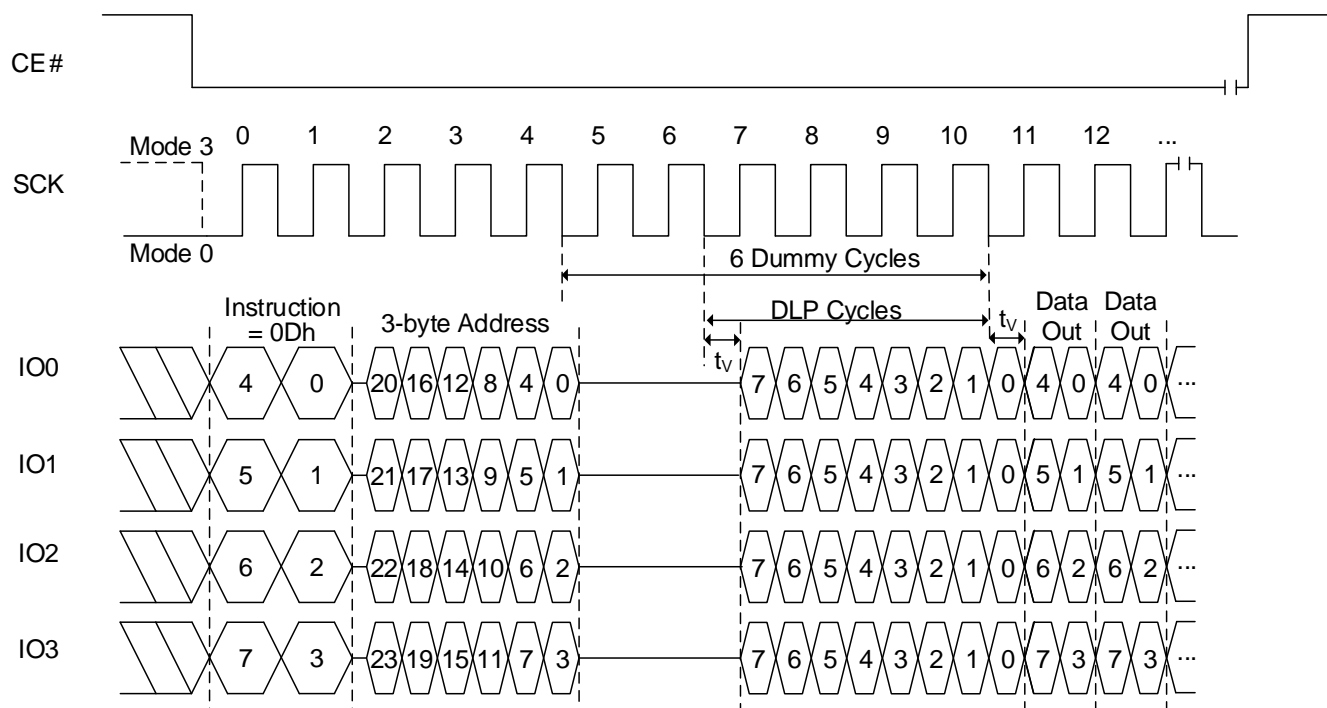 CE#
0 1 2 3 4 5 6 7 8 9 10 11 12 ...
Mode 3
SCK
Mode 0
6 Dummy Cycles
Instruction
= 0Dh
3-byte Address
DLP Cycles
tV
Data
Out
Data
Out
tV
IO0
4 0 20 16 12 8 4 0 7 6 5 4 3 2 1 0 4 0 4 0 ...
IO1
5 1 21 17 13 9 5 1 7 6 5 4 3 2 1 0 5 1 5 1 ...
IO2
6 2 22 18 14 10 6 2 7 6 5 4 3 2 1 0 6 2 6 2 ...
IO3
7 3 23 19 15 11 7 3 7 6 5 4 3 2 1 0 7 3 7 3 ...